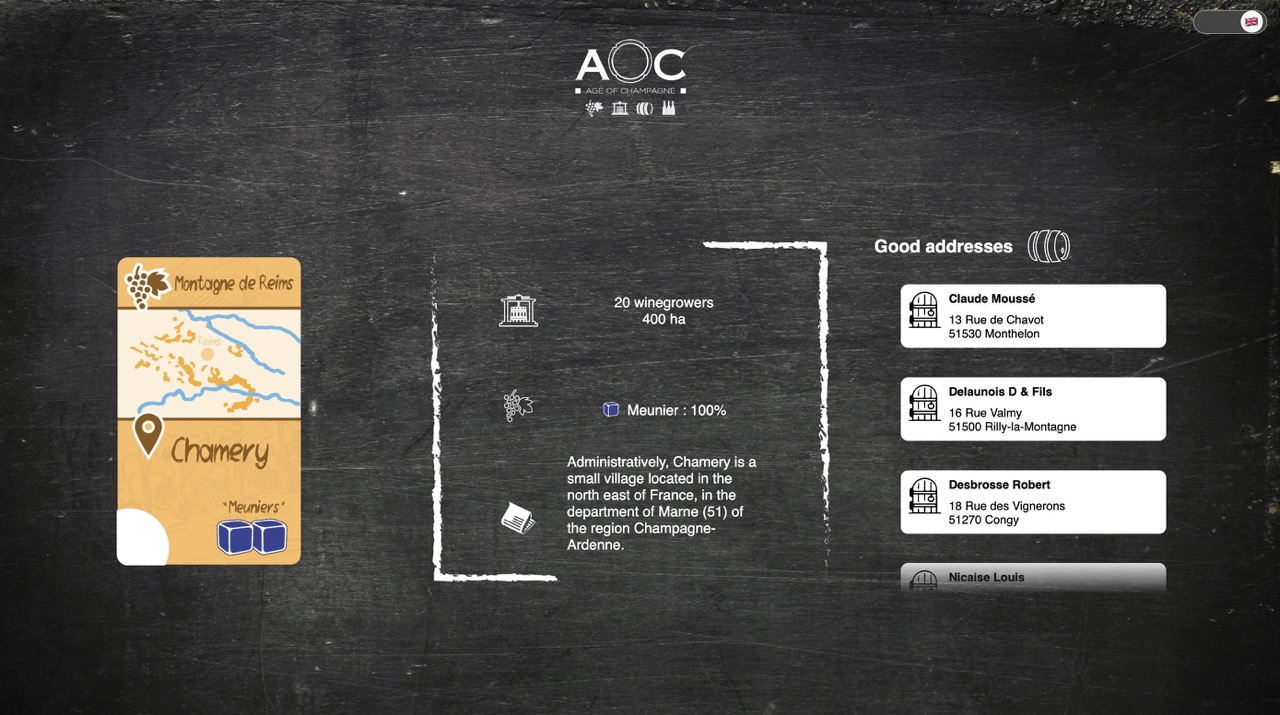 AOC
AGE OF CHAMPAGNE
Montagne de Reims
Reims
Chamery
"Meuniers"
20 winegrowers
400 ha
Meunier : 100%
Administratively, Chamery is a
small village located in the
north east of France, in the
department of Marne (51) of
the region Champagne-
Ardenne.
Good addresses
Claude Moussé
13 Rue de Chavot
51530 Monthelon
Delaunois D & Fils
16 Rue Valmy
51500 Rilly-la-Montagne
Desbrosse Robert
18 Rue des Vignerons
51270 Congy
Nicaise Louis